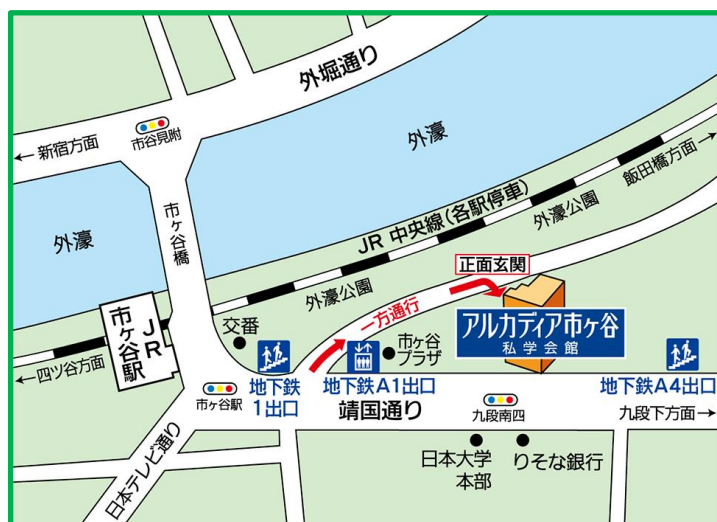 外堀通り
市谷見附
←新宿方面
外濠
飯田橋方面→
市ヶ谷橋
JR 中央線(各駅停車)
外濠公園
外濠
正面玄関
外濠公園
一方通行
アルカディア市ヶ谷
私学会館
JR
市ヶ谷駅
交番
市ヶ谷
プラザ
←四ツ谷方面
市ヶ谷駅
地下鉄
1出口
地下鉄A1出口
地下鉄A4出口
靖国通り
九段南四
九段下方面→
日本テレビ通り
日本大学
本部
りそな銀行